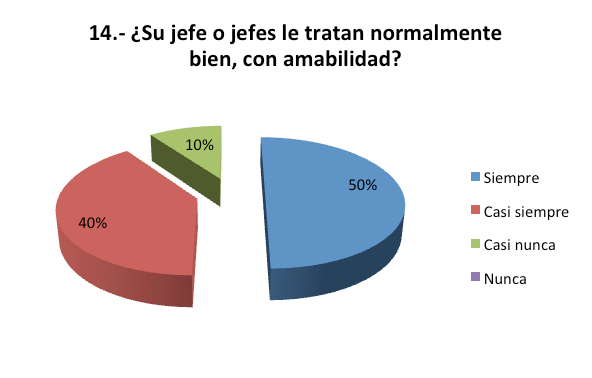 14.- ¿Su jefe o jefes le tratan normalmente
bien, con amabilidad?
10%
50%
40%
Siempre
Casi siempre
Casi nunca
Nunca